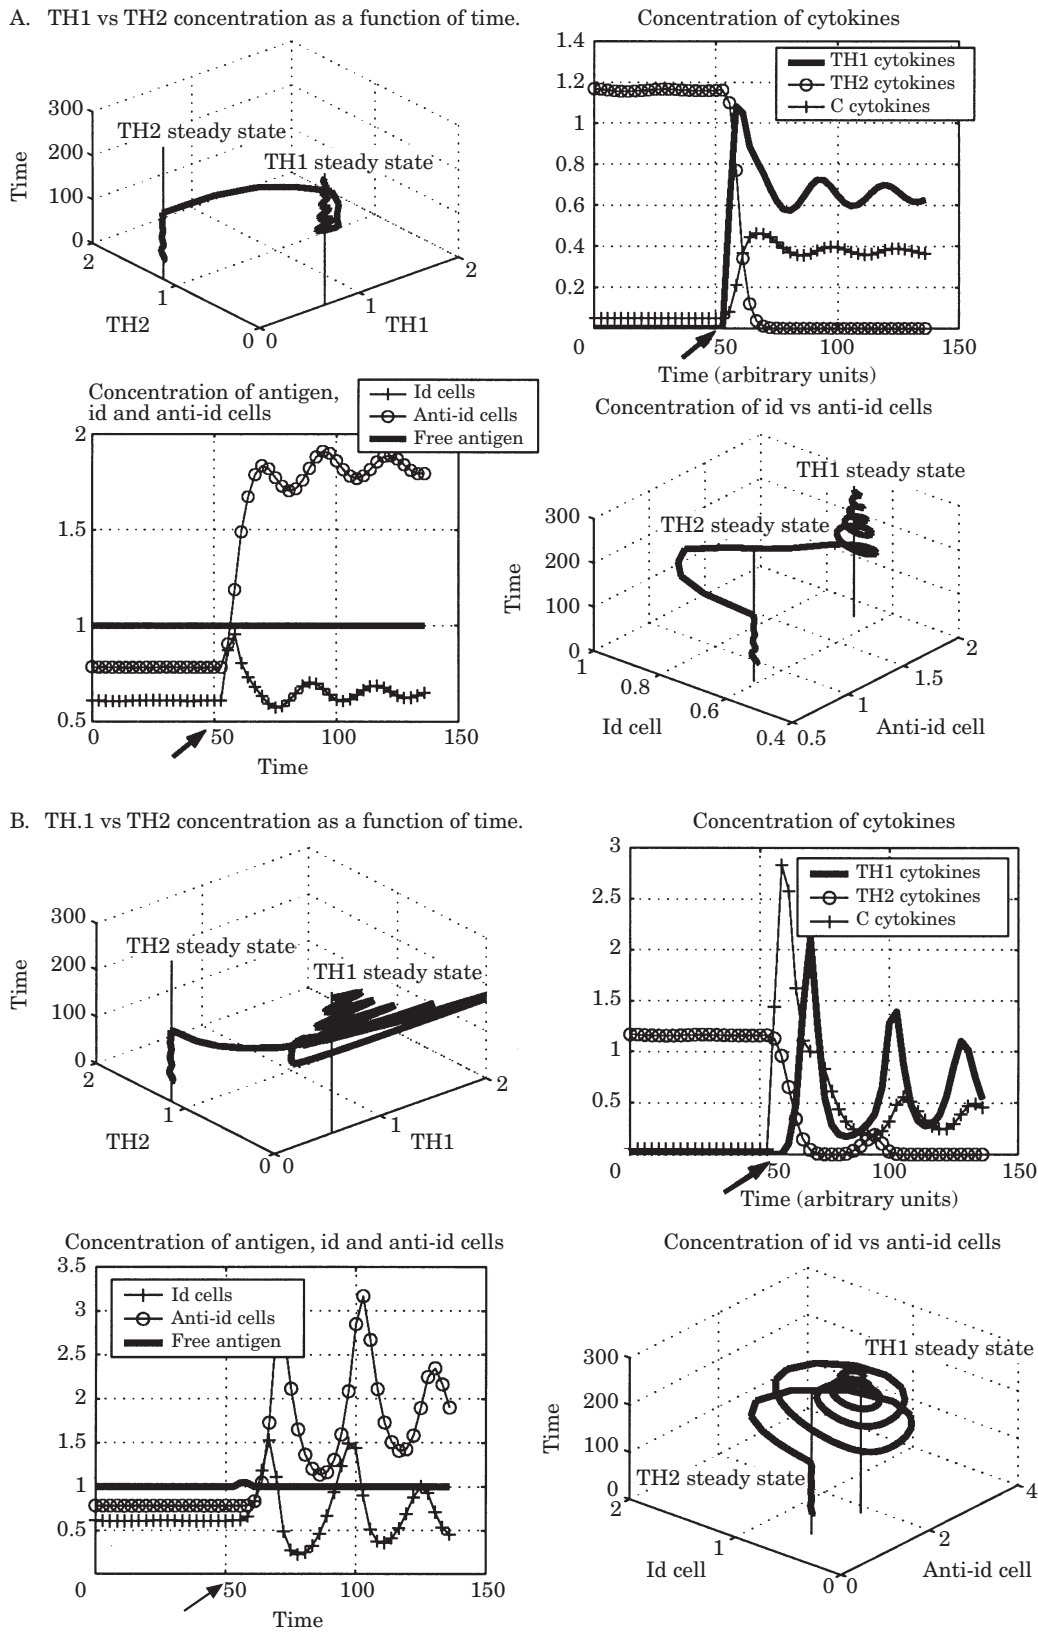 A. TH1 vs TH2 concentration as a function of time.
300
200
100
0
Time
TH2 steady state
TH1 steady state
2
1
0
TH2
0
1
2
TH1
Concentration of cytokines
1.4
1.2
1
0.8
0.6
0.4
0.2
0
50
100
150
TH1 cytokines
TH2 cytokines
C cytokines
Time (arbitrary units)
Concentration of antigen,
id and anti-id cells
Id cells
Anti-id cells
Free antigen
2
1.5
1
0.5
0
50
100
150
Time
Concentration of id vs anti-id cells
TH1 steady state
TH2 steady state
300
200
100
0
Time
1
0.8
0.6
0.4
Id cell
0.5
1
1.5
2
Anti-id cell
B. TH.1 vs TH2 concentration as a function of time.
300
200
100
0
Time
TH2 steady state
TH1 steady state
2
1
0
TH2
0
1
2
TH1
Concentration of cytokines
3
2.5
2
1.5
1
0.5
0
50
100
150
TH1 cytokines
TH2 cytokines
C cytokines
Time (arbitrary units)
Concentration of antigen, id and anti-id cells
3.5
3
2.5
2
1.5
1
0.5
0
50
100
150
Id cells
Anti-id cells
Free antigen
Time
Concentration of id vs anti-id cells
TH1 steady state
TH2 steady state
300
200
100
0
Time
2
1
0
Id cell
0
2
4
Anti-id cell